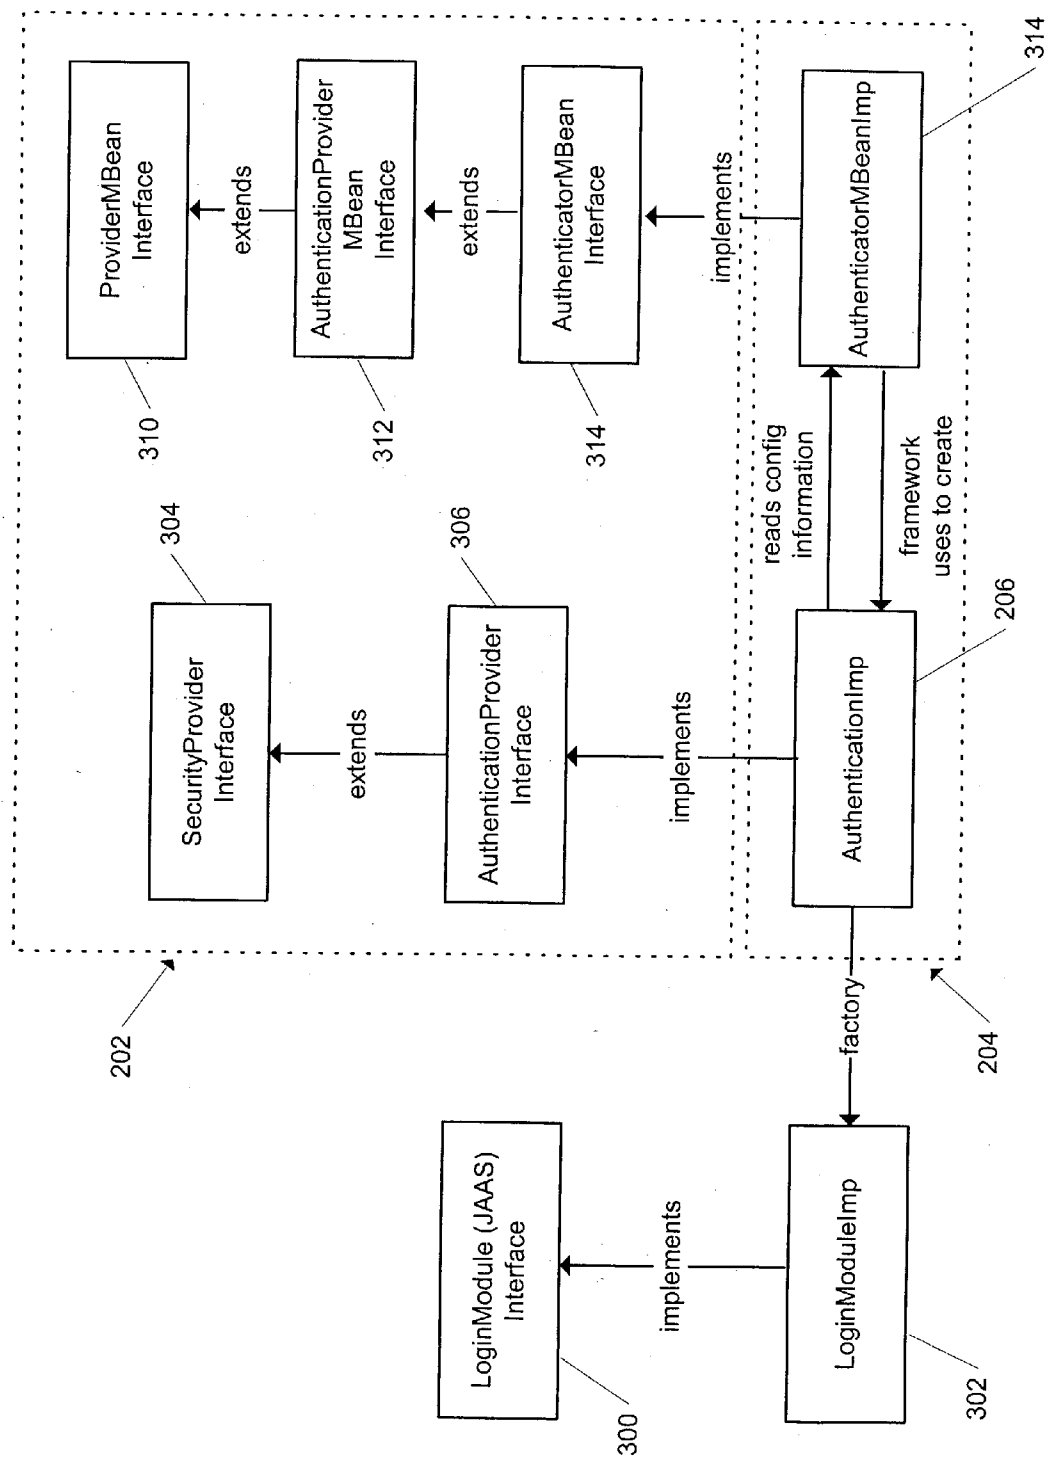 ProviderMBean
Interface
310
extends
AuthenticationProvider
MBean
Interface
312
extends
AuthenticatorMBean
Interface
314
implements
AuthenticatorMBeanImp
314
SecurityProvider
Interface
304
extends
AuthenticationProvider
Interface
306
implements
AuthenticationImp
206
reads config
information
framework
uses to create
202
204
factory
LoginModule (JAAS)
Interface
300
implements
LoginModuleImp
302